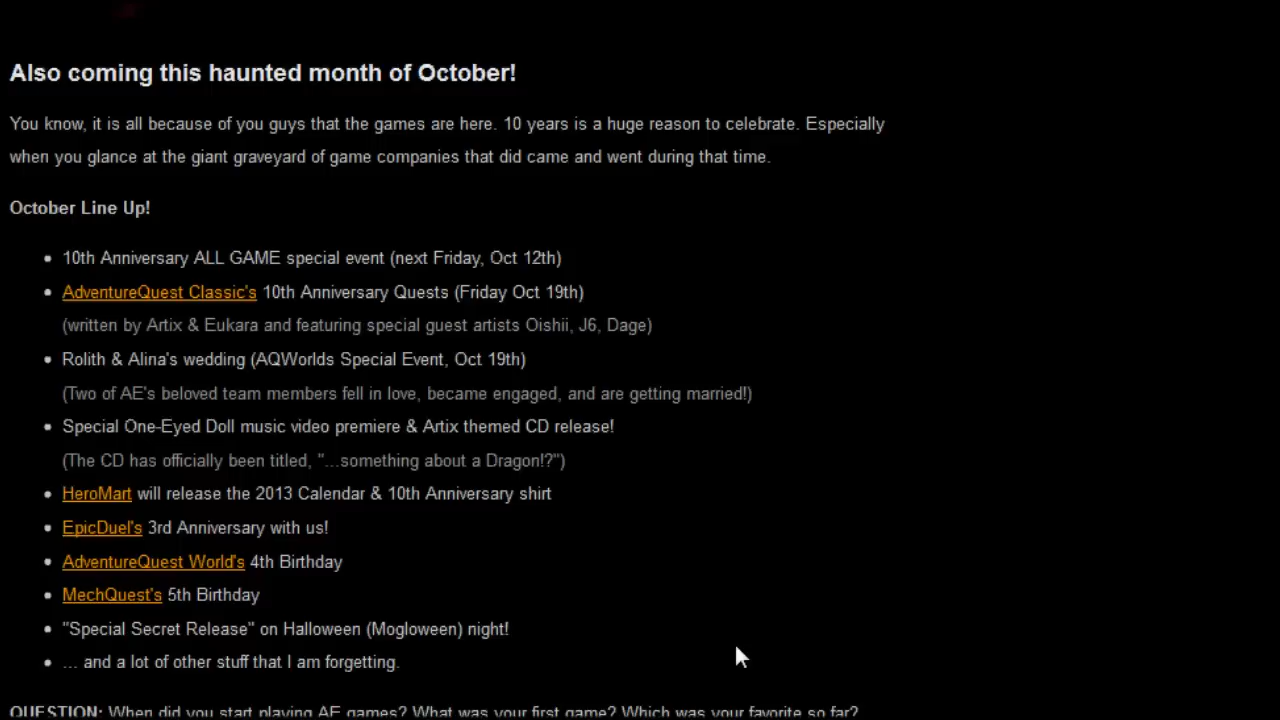 Also coming this haunted month of October!
You know, it is all because of you guys that the games are here. 10 years is a huge reason to celebrate. Especially
when you glance at the giant graveyard of game companies that did came and went during that time.
October Line Up!
• 10th Anniversary ALL GAME special event (next Friday, Oct 12th)
• AdventureQuest Classic's 10th Anniversary Quests (Friday Oct 19th)
(written by Artix & Eukara and featuring special guest artists Oishii, J6, Dage)
• Rolith & Alina's wedding (AQWorlds Special Event, Oct 19th)
(Two of AE's beloved team members fell in love, became engaged, and are getting married!)
• Special One-Eyed Doll music video premiere & Artix themed CD release!
(The CD has officially been titled, "...something about a Dragon!?")
• HeroMart will release the 2013 Calendar & 10th Anniversary shirt
• EpicDuel's 3rd Anniversary with us!
• AdventureQuest World's 4th Birthday
• MechQuest's 5th Birthday
• "Special Secret Release" on Halloween (Mogloween) night!
• ... and a lot of other stuff that I am forgetting.
QUESTION: When did you start playing AE games? What was your first game? Which was your favorite so far?